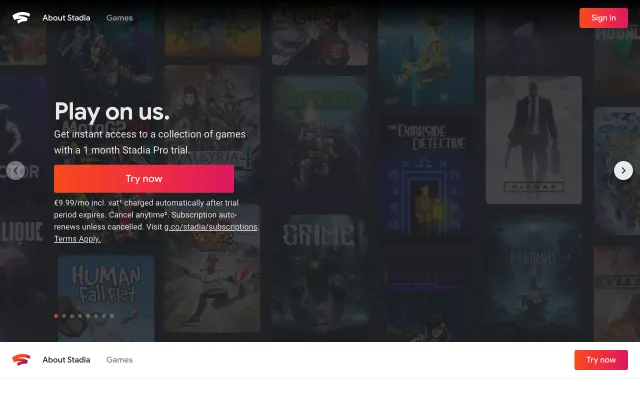 About Stadia
Games
Sign in
Play on us.
Get instant access to a collection of games
with a 1 month Stadia Pro trial.
Try now
€9.99/mo incl. vat¹ charged automatically after trial
period expires. Cancel anytime². Subscription auto-
renews unless cancelled. Visit g.co/stadia/subscriptions.
Terms Apply.
THE DARKSIDE
DETECTIVE
HITMAN
GRIME
HUMAN
Fall Flat
About Stadia
Games
Try now